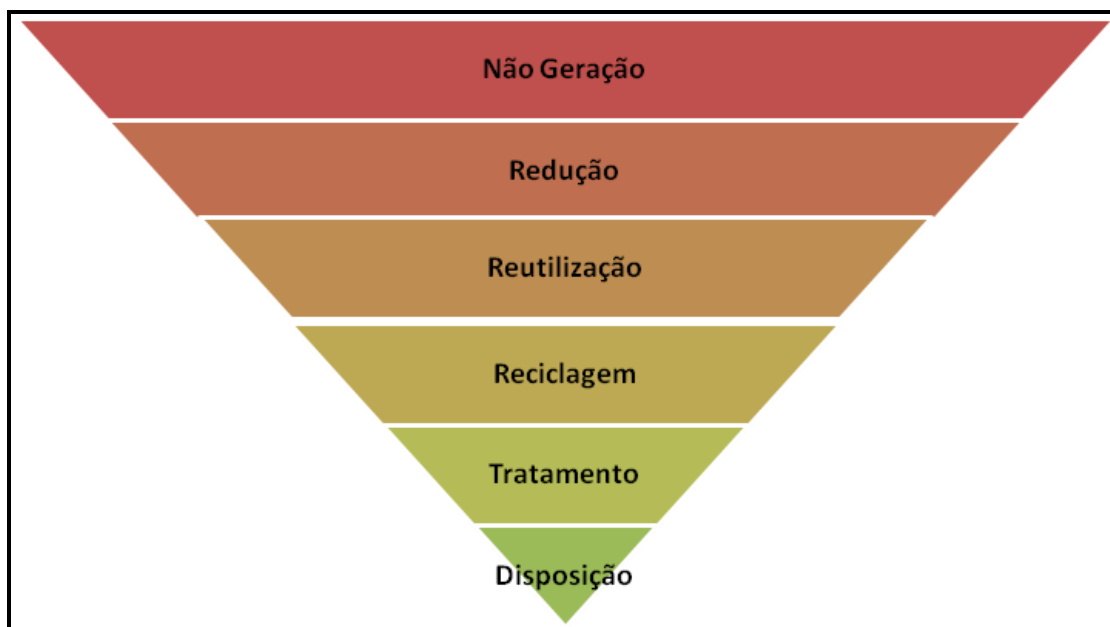 Não Geração
Redução
Reutilização
Reciclagem
Tratamento
Disposição